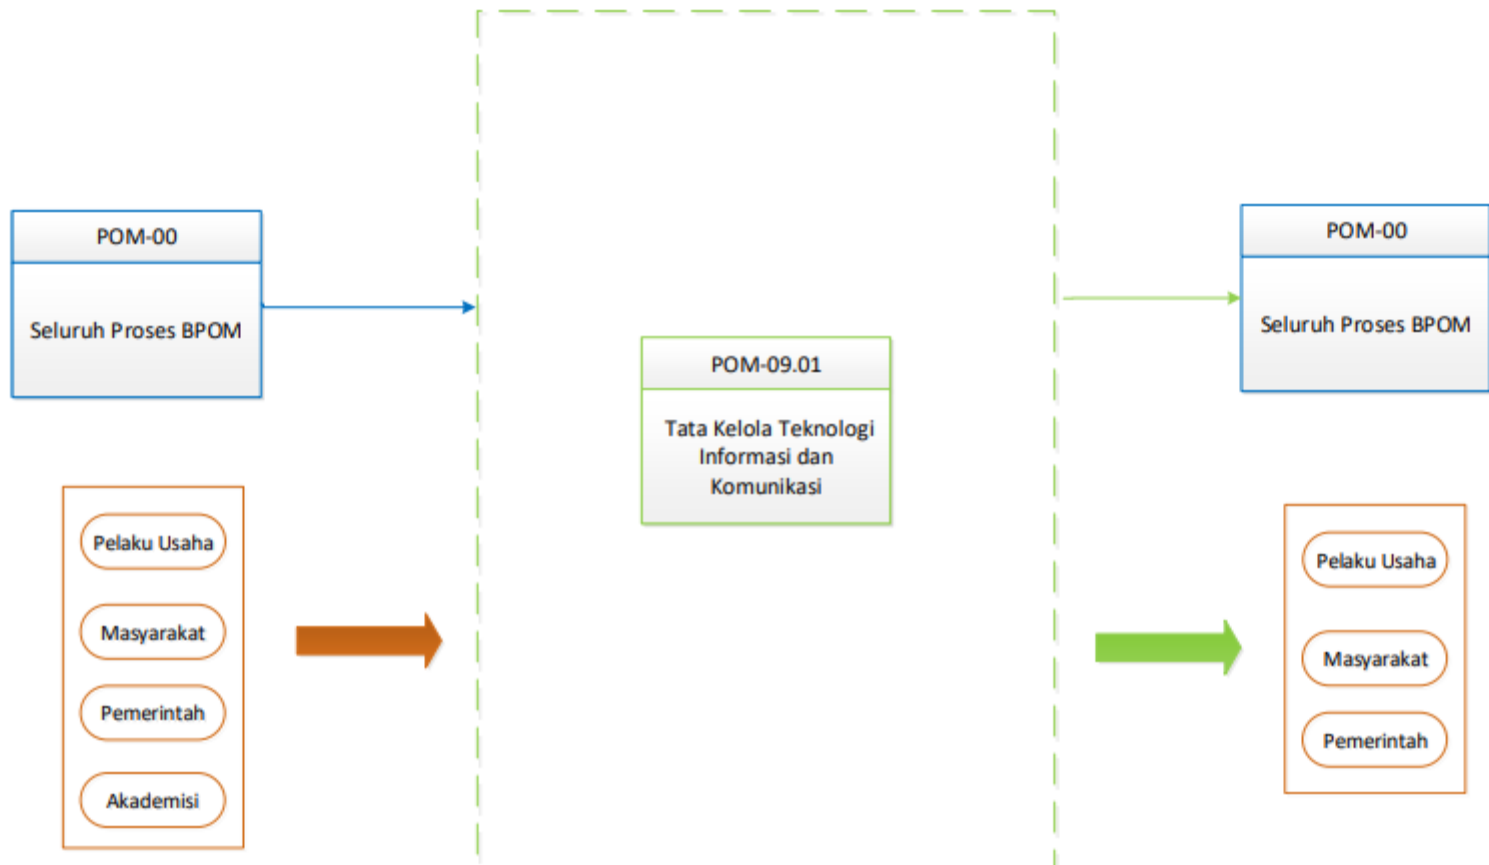 POM-00
Seluruh Proses BPOM
Pelaku Usaha
Masyarakat
Pemerintah
Akademisi
POM-09.01
Tata Kelola Teknologi
Informasi dan
Komunikasi
POM-00
Seluruh Proses BPOM
Pelaku Usaha
Masyarakat
Pemerintah